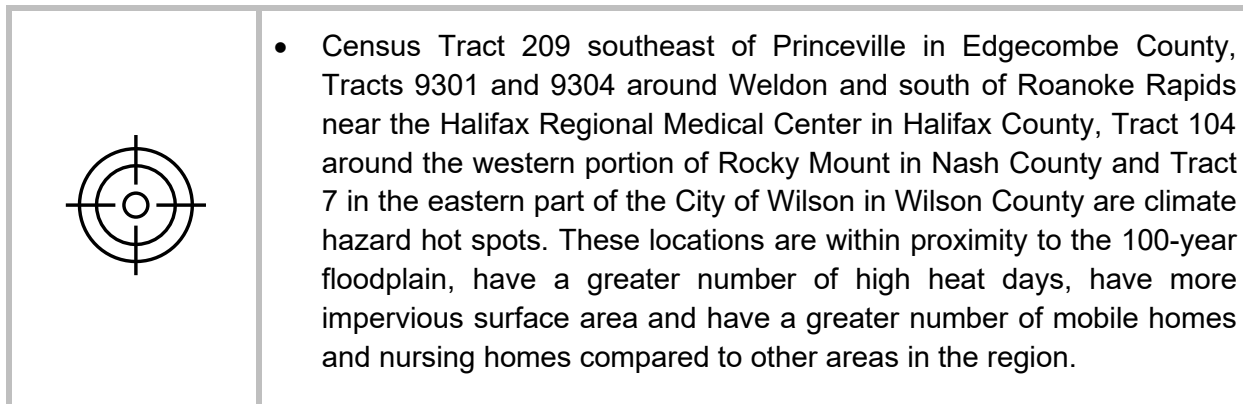 • Census Tract 209 southeast of Princeville in Edgecombe County,
Tracts 9301 and 9304 around Weldon and south of Roanoke Rapids
near the Halifax Regional Medical Center in Halifax County, Tract 104
around the western portion of Rocky Mount in Nash County and Tract
7 in the eastern part of the City of Wilson in Wilson County are climate
hazard hot spots. These locations are within proximity to the 100-year
floodplain, have a greater number of high heat days, have more
impervious surface area and have a greater number of mobile homes
and nursing homes compared to other areas in the region.